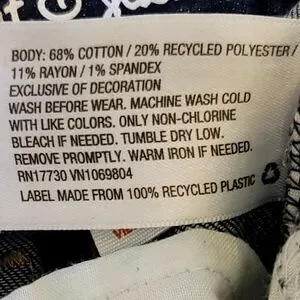 BODY: 68% COTTON / 20% RECYCLED POLYESTER /
11% RAYON / 1% SPANDEX
EXCLUSIVE OF DECORATION
WASH BEFORE WEAR. MACHINE WASH COLD
WITH LIKE COLORS. ONLY NON-CHLORINE
BLEACH IF NEEDED. TUMBLE DRY LOW.
REMOVE PROMPTLY. WARM IRON IF NEEDED.
RN17730 VN1069804
LABEL MADE FROM 100% RECYCLED PLASTIC